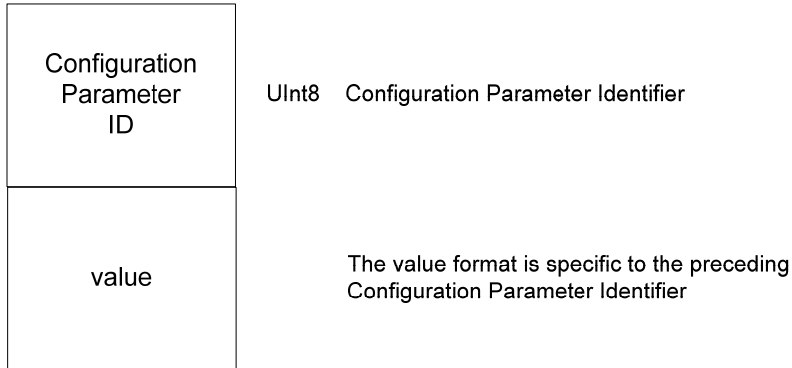 Configuration
Parameter
ID
UInt8 Configuration Parameter Identifier
value
The value format is specific to the preceding
Configuration Parameter Identifier